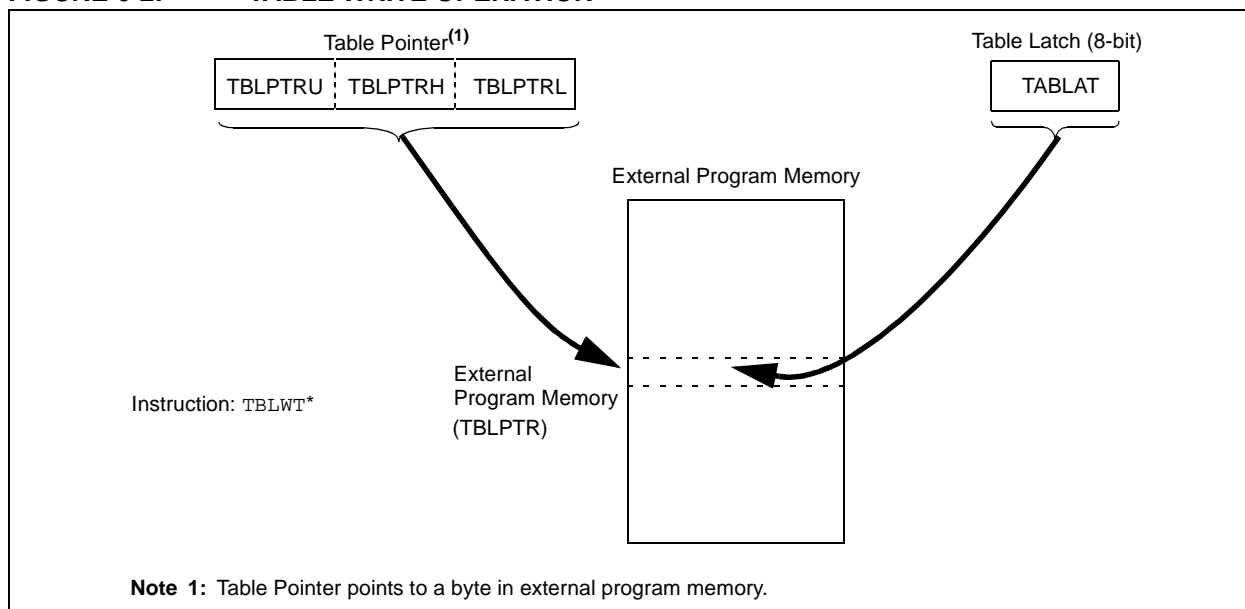 Table Pointer(1)
Table Latch (8-bit)
TBLPTRU TBLPTRH TBLPTRL
TABLAT
External Program Memory
External
Program Memory
(TBLPTR)
Instruction: TBLWT*
Note 1: Table Pointer points to a byte in external program memory.